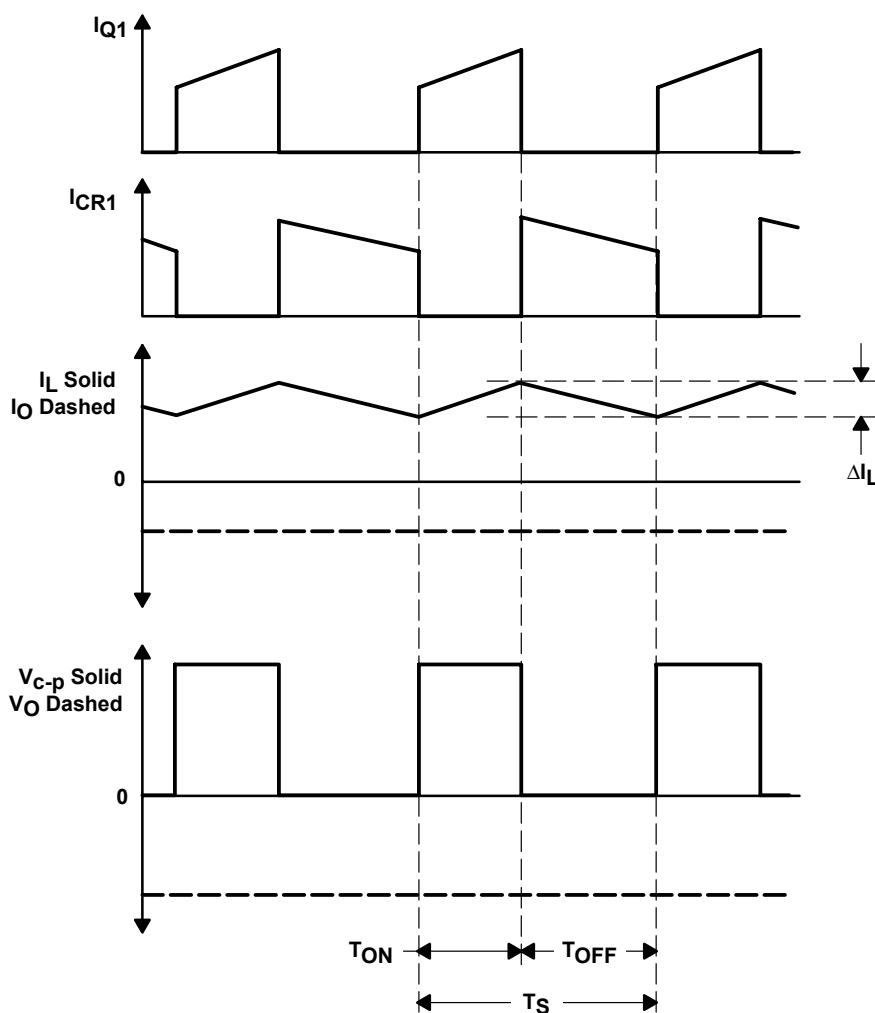 IQ1
ICR1
IL Solid
IO Dashed
0
ΔIL
Vc-p Solid
VO Dashed
0
TON
TOFF
TS